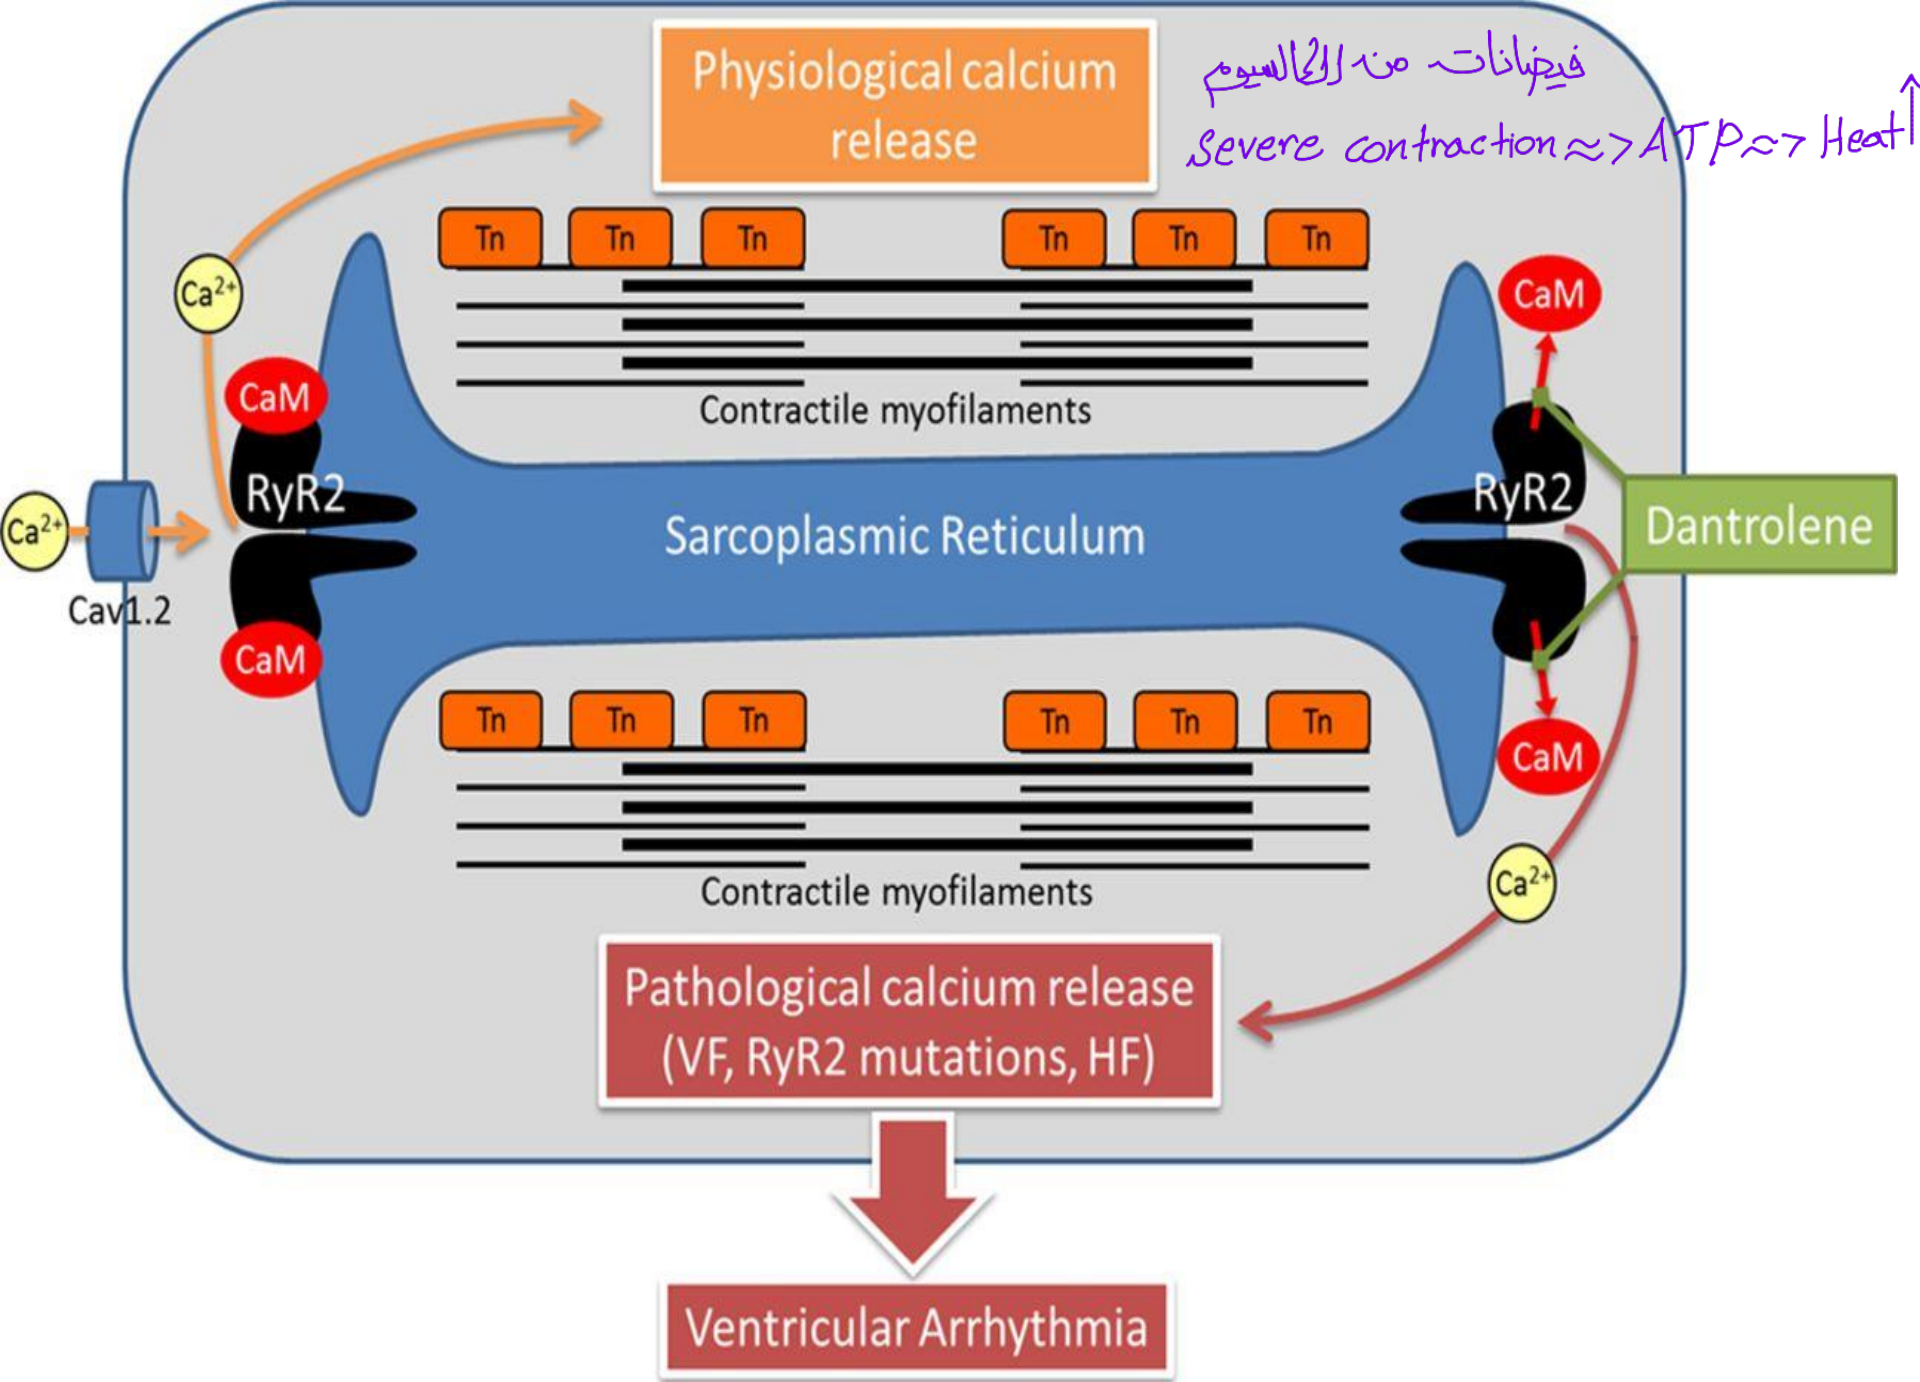 Physiological calcium
release
فيضانات من الكالسيوم
Severe contraction ≈> ATP ≈> Heat ↑
Tn Tn Tn Tn Tn Tn
Ca²⁺
CaM
CaM
Contractile myofilaments
RyR2
RyR2
Ca²⁺
Sarcoplasmic Reticulum
Dantrolene
Cav1.2
CaM
Tn Tn Tn Tn Tn Tn
CaM
Contractile myofilaments
Ca²⁺
Pathological calcium release
(VF, RyR2 mutations, HF)
Ventricular Arrhythmia